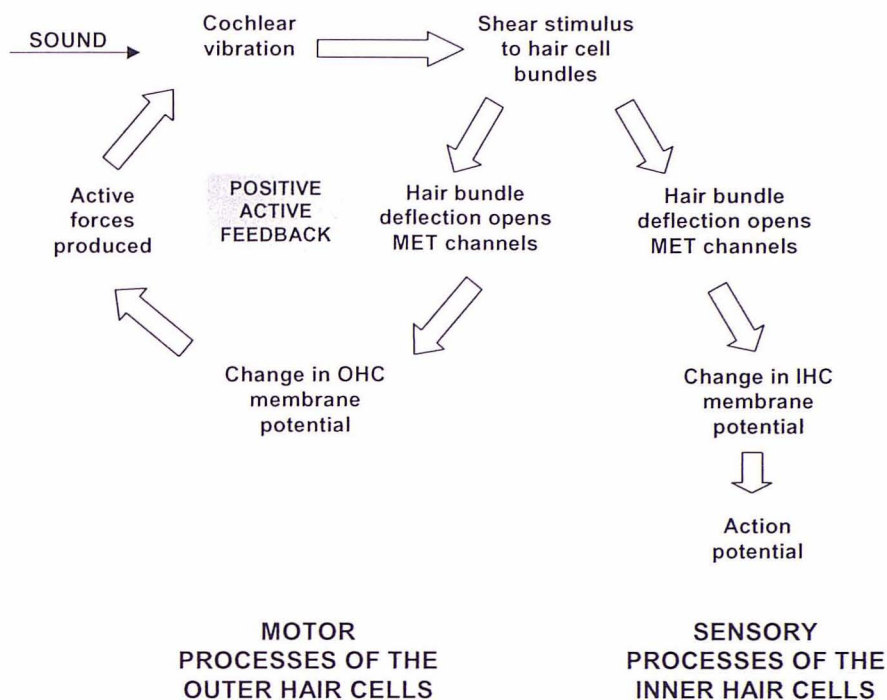 SOUND
Cochlear
vibration
Shear stimulus
to hair cell
bundles
Active
forces
produced
POSITIVE
ACTIVE
FEEDBACK
Hair bundle
deflection opens
MET channels
Hair bundle
deflection opens
MET channels
Change in OHC
membrane
potential
Change in IHC
membrane
potential
Action
potential
MOTOR
PROCESSES OF THE
OUTER HAIR CELLS
SENSORY
PROCESSES OF THE
INNER HAIR CELLS